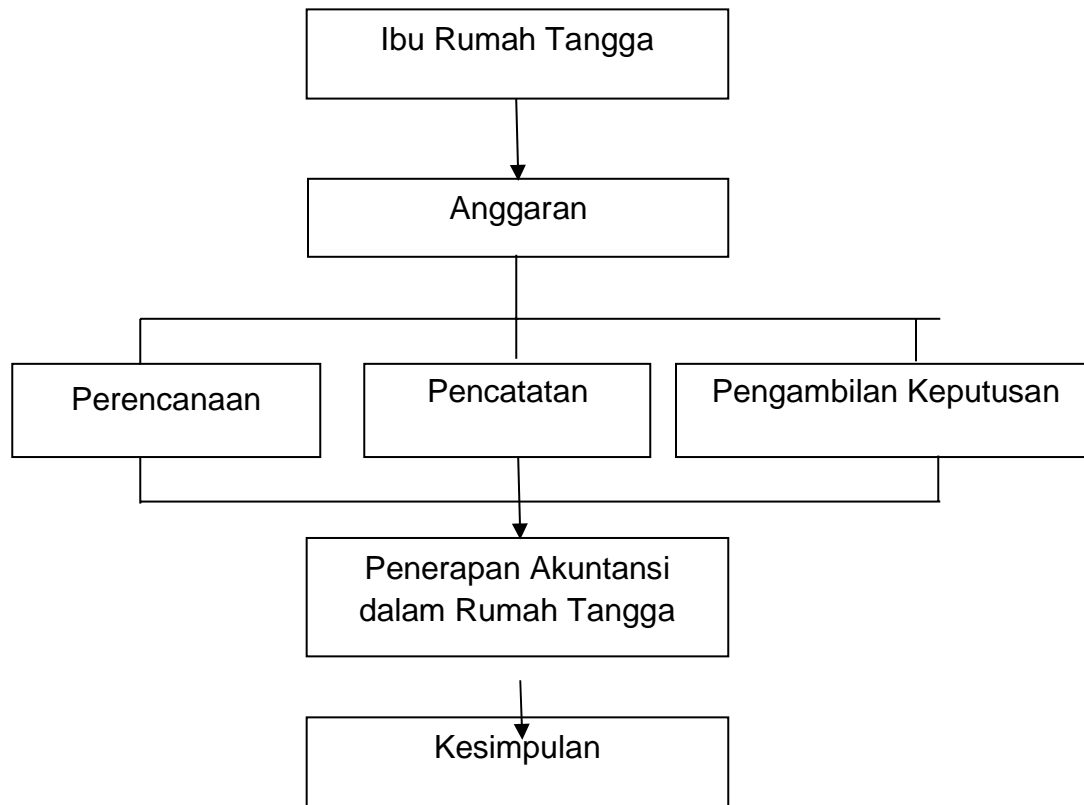 Ibu Rumah Tangga
Anggaran
Perencanaan
Pencatatan
Pengambilan Keputusan
Penerapan Akuntansi
dalam Rumah Tangga
Kesimpulan